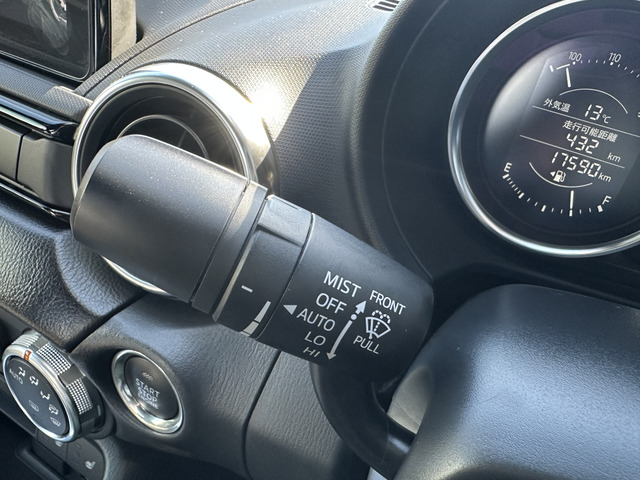 100 110
外気温 13℃
走行可能距離
432 km
17590 km
E F
MIST
OFF FRONT
AUTO
LO PULL
HI
START
STOP
AUTO